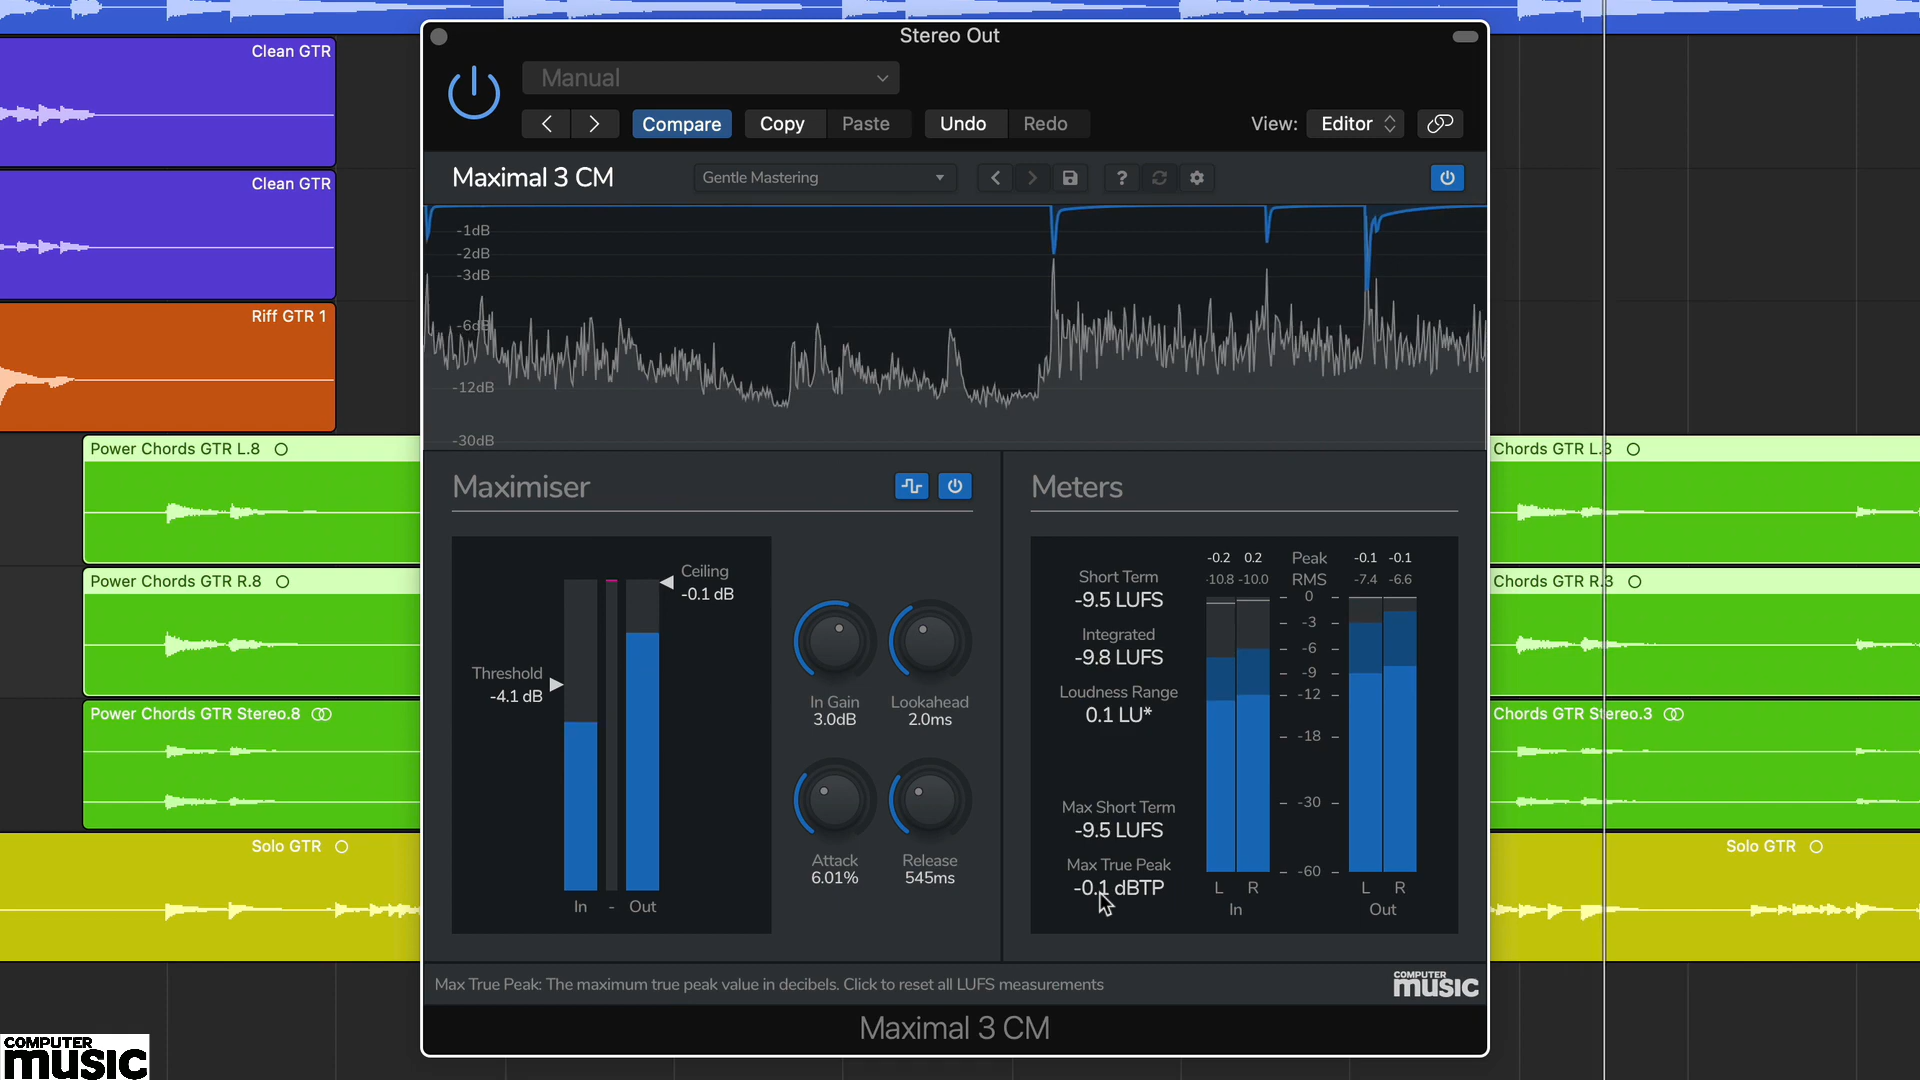 Stereo Out
Manual
Compare
Copy
Paste
Undo
Redo
View:
Editor
Maximal 3 CM
Gentle Mastering
?
-1dB
-2dB
-3dB
-6dB
-12dB
-30dB
Clean GTR
Clean GTR
Riff GTR 1
Power Chords GTR L.8
Power Chords GTR R.8
Power Chords GTR Stereo.8
Solo GTR
Chords GTR L.3
Chords GTR R.3
Chords GTR Stereo.3
Solo GTR
Maximiser
Ceiling
-0.1 dB
Threshold
-4.1 dB
In - Out
In Gain
3.0dB
Lookahead
2.0ms
Attack
6.01%
Release
545ms
Meters
Short Term
-9.5 LUFS
Integrated
-9.8 LUFS
Loudness Range
0.1 LU*
Max Short Term
-9.5 LUFS
Max True Peak
-0.1 dBTP
-0.2 0.2 Peak -0.1 -0.1
-10.8 -10.0 RMS -7.4 -6.6
– 0 –
– -3 –
– -6 –
– -9 –
– -12 –
– -18 –
– -30 –
– -60 –
L R L R
In Out
Max True Peak: The maximum true peak value in decibels. Click to reset all LUFS measurements
COMPUTER
music
Maximal 3 CM
COMPUTER
music